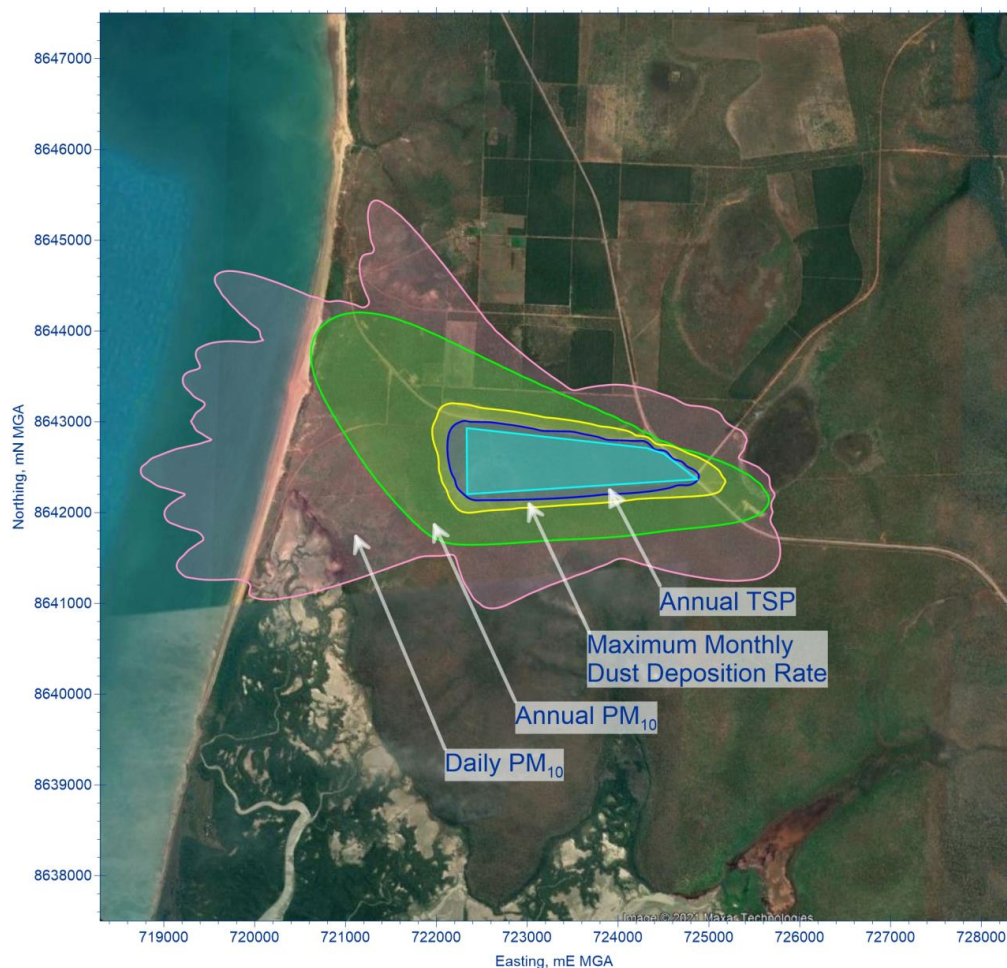 8647000
8646000
8645000
8644000
8643000
8642000
8641000
8640000
8639000
8638000
Northing, mN MGA
Annual TSP
Maximum Monthly
Dust Deposition Rate
Annual PM₁₀
Daily PM₁₀
Image © 2021 Maxar Technologies
719000 720000 721000 722000 723000 724000 725000 726000 727000 728000
Easting, mE MGA